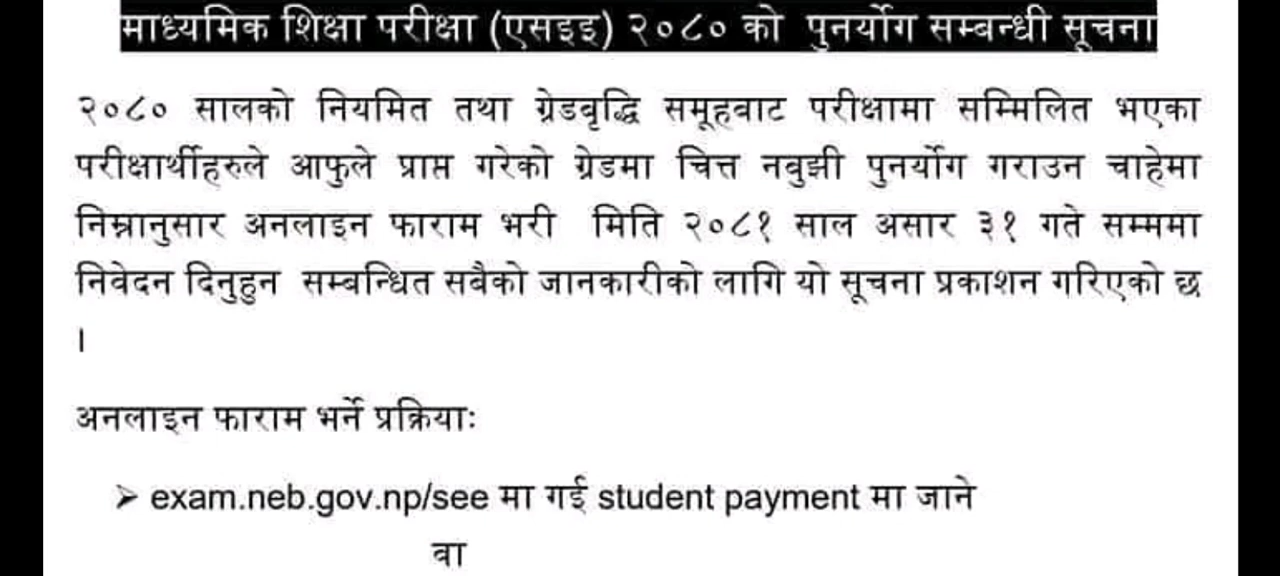 माध्यमिक शिक्षा परीक्षा (एसइइ) २०८० को पुनर्योग सम्बन्धी सूचना
२०८० सालको नियमित तथा ग्रेडवृद्धि समूहबाट परीक्षामा सम्मिलित भएका
परीक्षार्थीहरुले आफुले प्राप्त गरेको ग्रेडमा चित्त नबुझी पुनर्योग गराउन चाहेमा
निम्नानुसार अनलाइन फाराम भरी मिति २०८१ साल असार ३१ गते सम्ममा
निवेदन दिनुहुन सम्बन्धित सबैको जानकारीको लागि यो सूचना प्रकाशन गरिएको छ
।
अनलाइन फाराम भर्ने प्रक्रियाः
➢ exam.neb.gov.np/see मा गई student payment मा जाने
वा